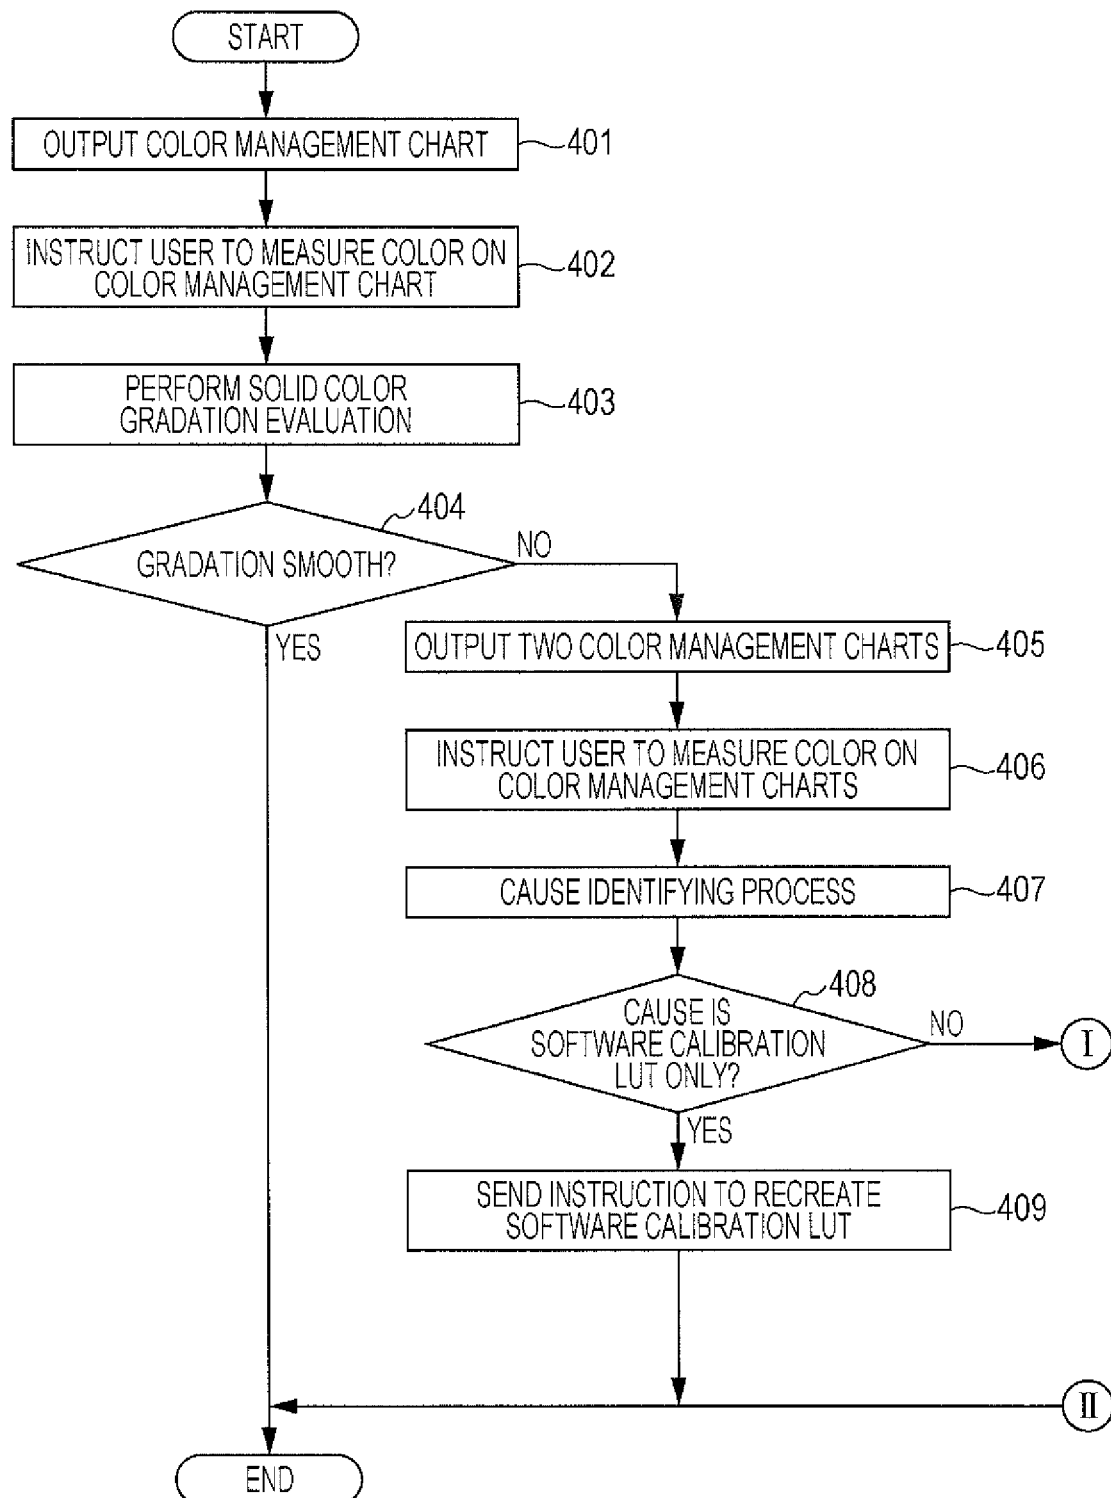 START
OUTPUT COLOR MANAGEMENT CHART
401
INSTRUCT USER TO MEASURE COLOR ON
COLOR MANAGEMENT CHART
402
PERFORM SOLID COLOR
GRADATION EVALUATION
403
404
GRADATION SMOOTH?
NO
YES
OUTPUT TWO COLOR MANAGEMENT CHARTS
405
INSTRUCT USER TO MEASURE COLOR ON
COLOR MANAGEMENT CHARTS
406
CAUSE IDENTIFYING PROCESS
407
408
CAUSE IS
SOFTWARE CALIBRATION
LUT ONLY?
NO
I
YES
SEND INSTRUCTION TO RECREATE
SOFTWARE CALIBRATION LUT
409
II
END